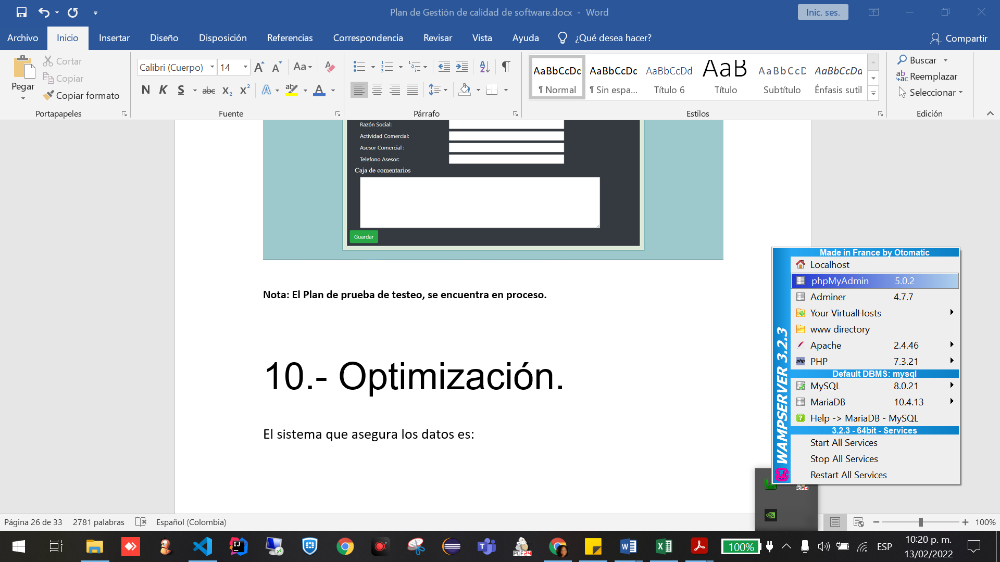 Plan de Gestión de calidad de software.docx - Word
Inic. ses.
Archivo Inicio Insertar Diseño Disposición Referencias Correspondencia Revisar Vista Ayuda ¿Qué desea hacer? Compartir
Pegar
Cortar
Copiar
Copiar formato
Portapapeles
Calibri (Cuerpo) 14
Aa
N K S abc X₂ X²
Fuente
Párrafo
AaBbCcDc AaBbCcDc AaBbCcDd AaB AaBbCcD AaBbCcDa
¶ Normal ¶ Sin espa... Título 6 Título Subtítulo Énfasis sutil
Estilos
Buscar
Reemplazar
Seleccionar
Edición
Razón Social:
Actividad Comercial:
Asesor Comercial :
Telefono Asesor:
Caja de comentarios
Guardar
Nota: El Plan de prueba de testeo, se encuentra en proceso.
10.- Optimización.
El sistema que asegura los datos es:
WAMPSERVER 3.2.3
Made in France by Otomatic
Localhost
phpMyAdmin 5.0.2
Adminer 4.7.7
Your VirtualHosts
www directory
Apache 2.4.46
php PHP 7.3.21
Default DBMS: mysql
MySQL 8.0.21
MariaDB 10.4.13
Help -> MariaDB - MySQL
3.2.3 - 64bit - Services
Start All Services
Stop All Services
Restart All Services
PDF24
Página 26 de 33 2781 palabras Español (Colombia) 100%
IJ
PDF24
100%
ESP
10:20 p. m.
13/02/2022